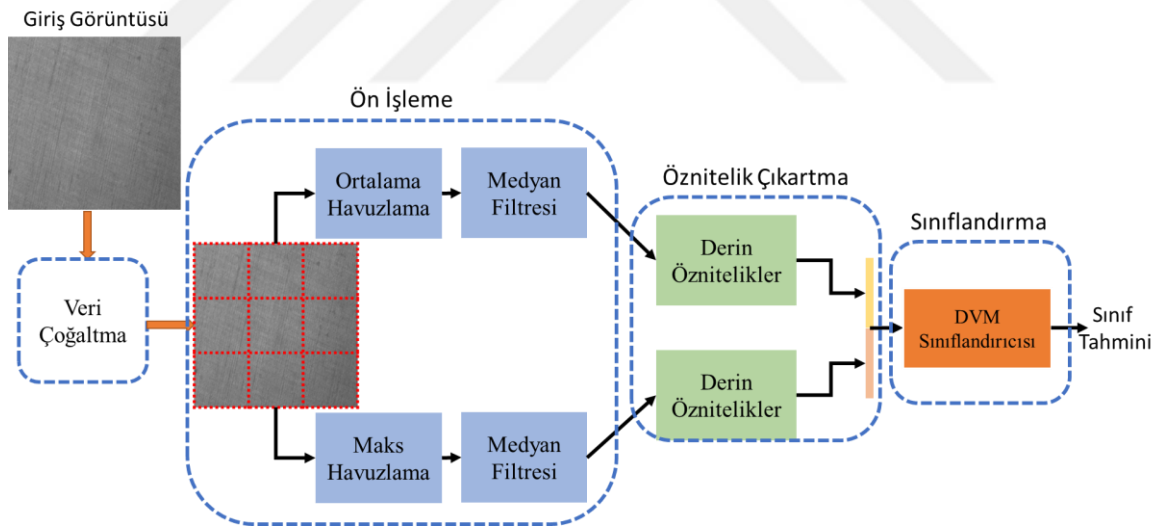 Giriş Görüntüsü
Veri
Çoğaltma
Ön İşleme
Ortalama
Havuzlama
Medyan
Filtresi
Maks
Havuzlama
Medyan
Filtresi
Öznitelik Çıkartma
Derin
Öznitelikler
Derin
Öznitelikler
Sınıflandırma
DVM
Sınıflandırıcısı
Sınıf
Tahmini